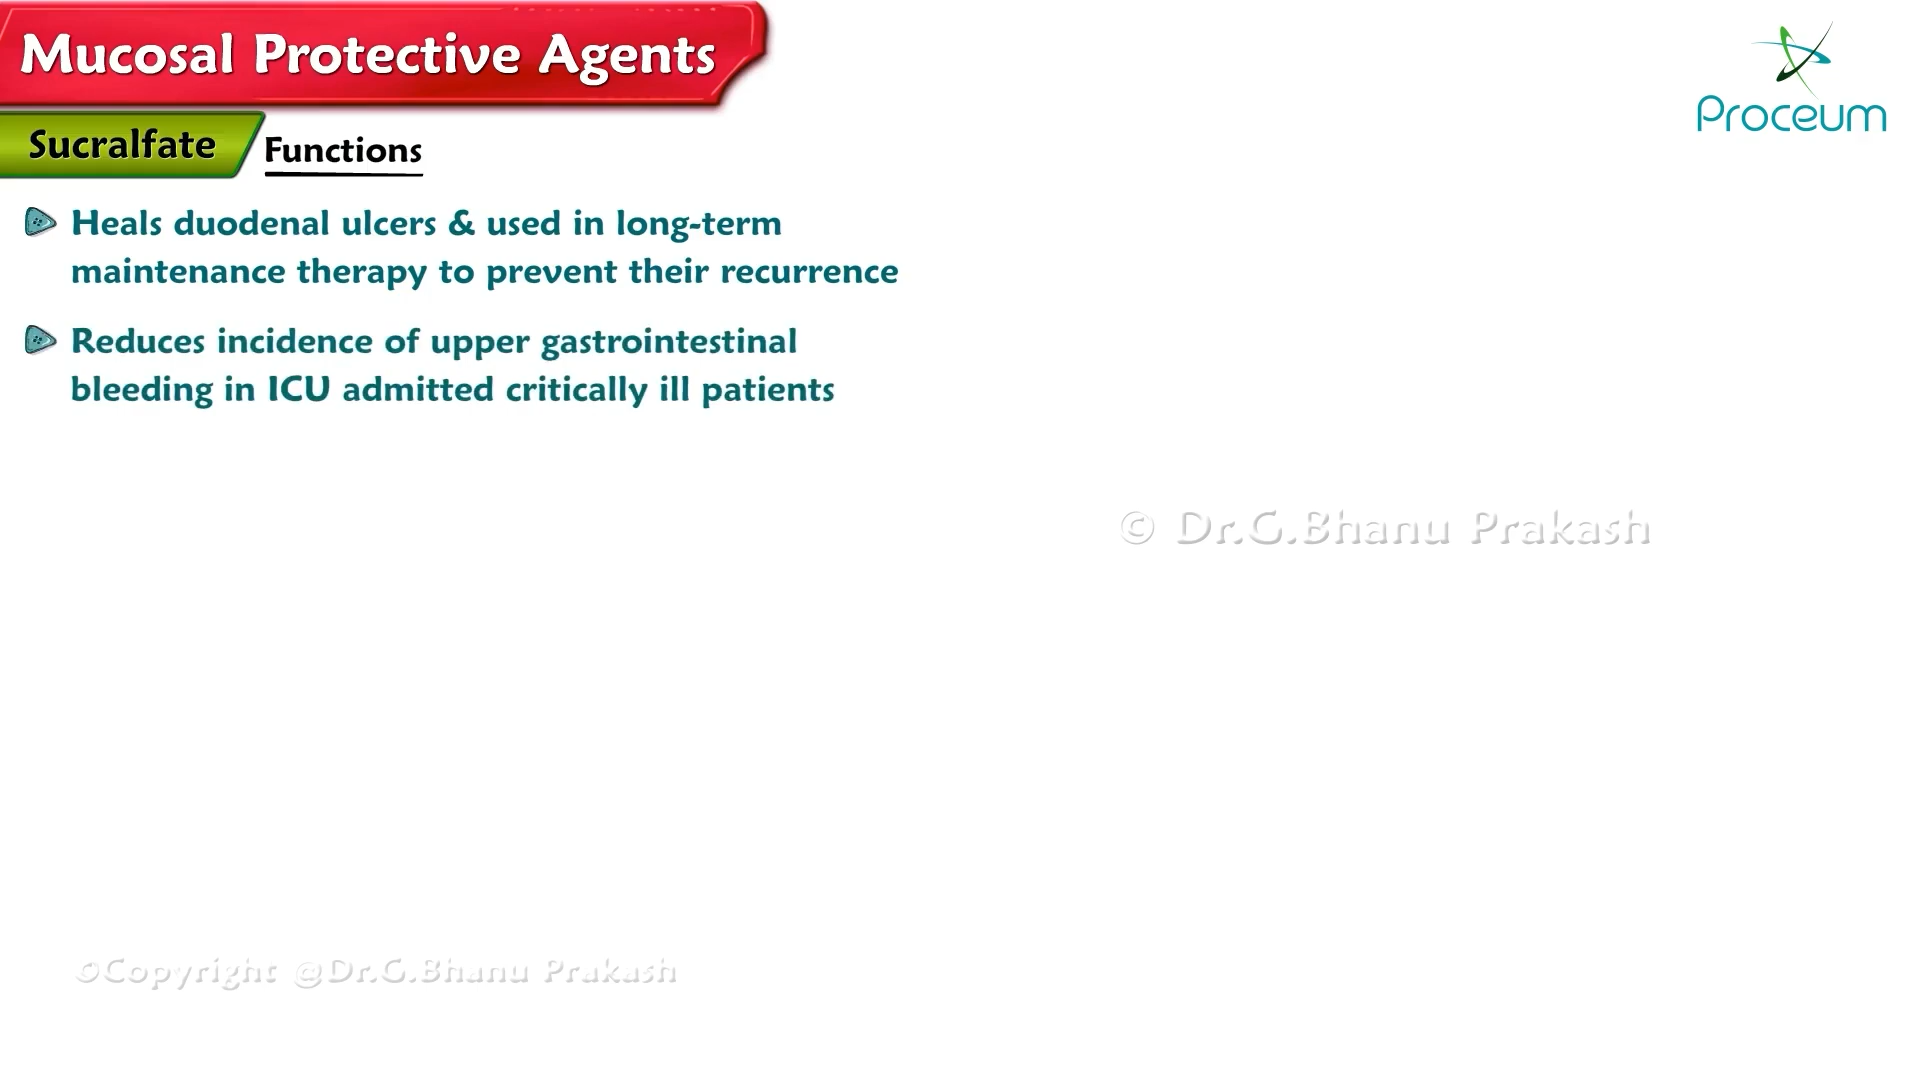 Mucosal Protective Agents
Proceum
Sucralfate
Functions
Heals duodenal ulcers & used in long-term
maintenance therapy to prevent their recurrence
Reduces incidence of upper gastrointestinal
bleeding in ICU admitted critically ill patients
© Dr.G.Bhanu Prakash
©Copyright @Dr.G.Bhanu Prakash